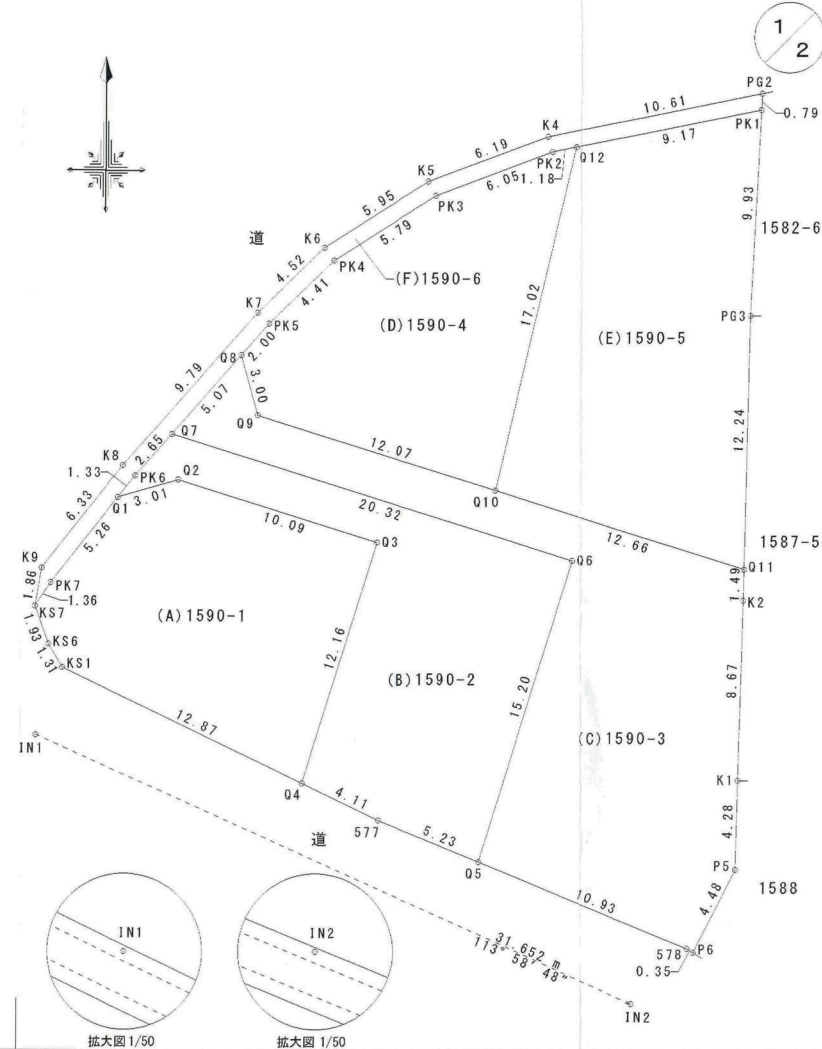 1
2
PG2
10.61
0.79
K4
PK1
6.19
9.17
Q12
PK2
K5
1.18
6.05
PK3
5.95
9.93
1582-6
道
K6
5.79
PK4
4.52
(F)1590-6
4.41
K7
17.02
PG3
(D)1590-4
PK5
(E)1590-5
2.00
Q8
9.79
3.00
5.07
Q9
12.24
Q7
12.07
K8
2.65
1.33
PK6
Q2
Q1
3.01
Q10
20.32
6.33
10.09
5.26
Q3
12.66
1587-5
Q6
Q11
K9
1.49
1.86
PK7
K2
1.36
KS7
(A)1590-1
1.93
KS6
12.16
1.31
KS1
(B)1590-2
15.20
8.67
12.87
(C)1590-3
IN1
K1
Q4
4.11
4.28
577
道
5.23
P5
Q5
1588
4.48
10.93
IN1
IN2
31.652 m
113° 58′ 48″
578
P6
0.35
IN2
拡大図 1/50
拡大図 1/50